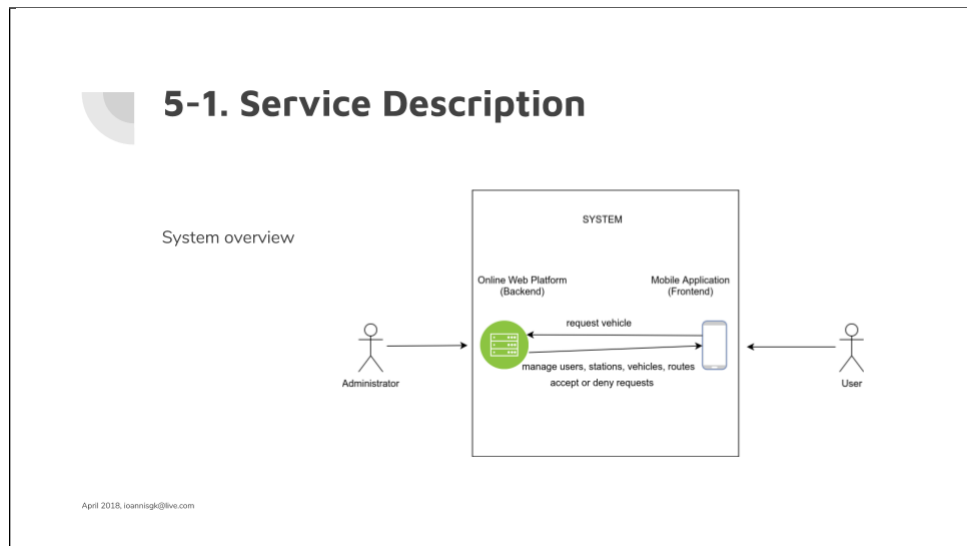 5-1. Service Description
System overview
SYSTEM
Online Web Platform
(Backend)
Mobile Application
(Frontend)
request vehicle
manage users, stations, vehicles, routes
accept or deny requests
Administrator
User
April 2018, ioannisgk@live.com